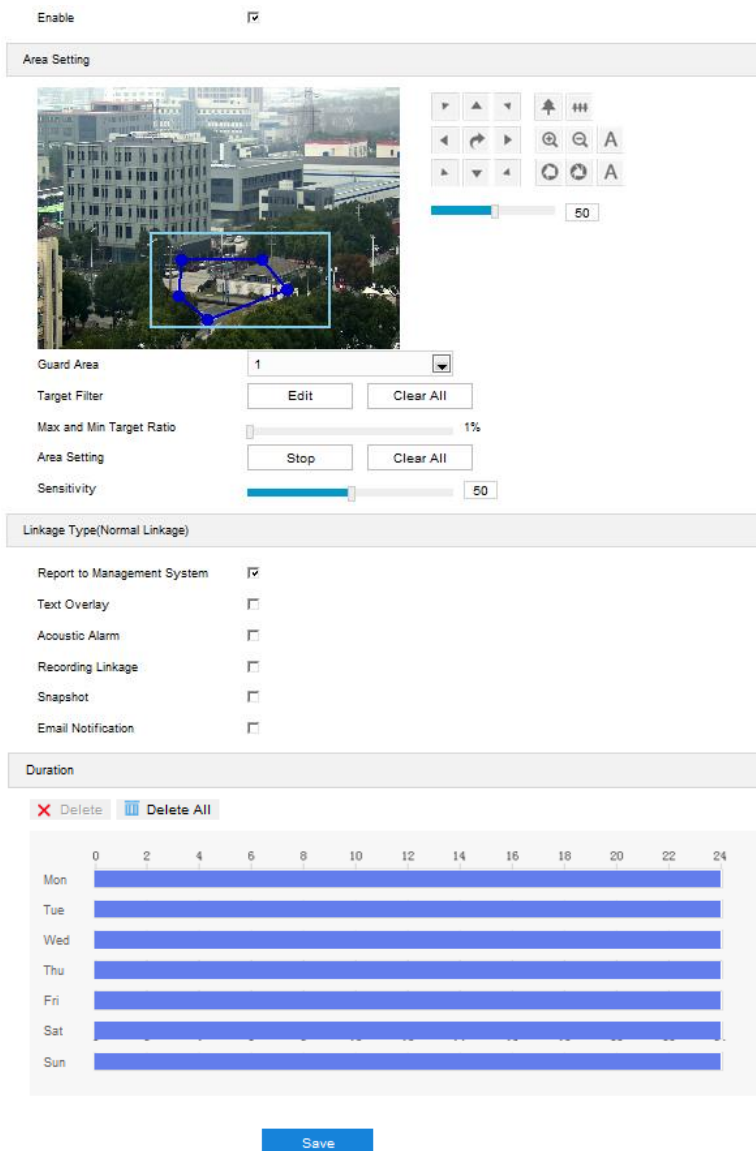 Enable
Area Setting
A
A
50
Guard Area 1
Target Filter Edit Clear All
Max and Min Target Ratio 1%
Area Setting Stop Clear All
Sensitivity 50
Linkage Type(Normal Linkage)
Report to Management System
Text Overlay
Acoustic Alarm
Recording Linkage
Snapshot
Email Notification
Duration
Delete Delete All
0 2 4 6 8 10 12 14 16 18 20 22 24
Mon
Tue
Wed
Thu
Fri
Sat
Sun
Save